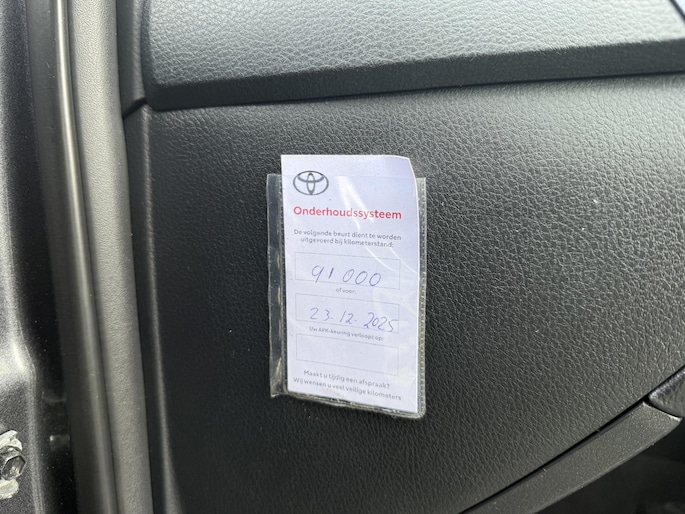 Onderhoudssysteem
De volgende beurt dient te worden
uitgevoerd bij kilometerstand:
91 000
of over:
23-12-2025
Uw APK-keuring verloopt op:
Maakt u tijdig een afspraak?
Wij wensen u veel veilige kilometers